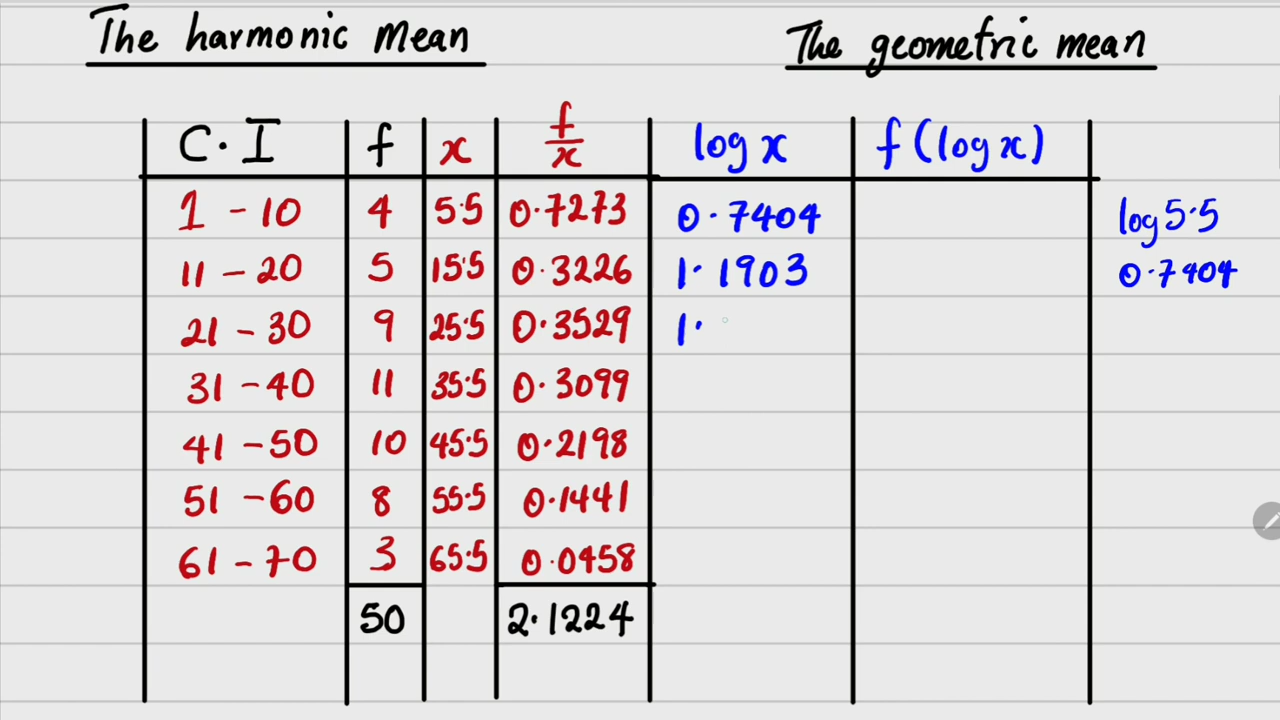 The harmonic Mean
The geometric mean
C·I f x f/x log x f(log x)
1 - 10 4 5·5 0·7273 0·7404 log 5·5
11 - 20 5 15·5 0·3226 1·1903 0·7404
21 - 30 9 25·5 0·3529 1·
31 - 40 11 35·5 0·3099
41 - 50 10 45·5 0·2198
51 - 60 8 55·5 0·1441
61 - 70 3 65·5 0·0458
50 2·1224